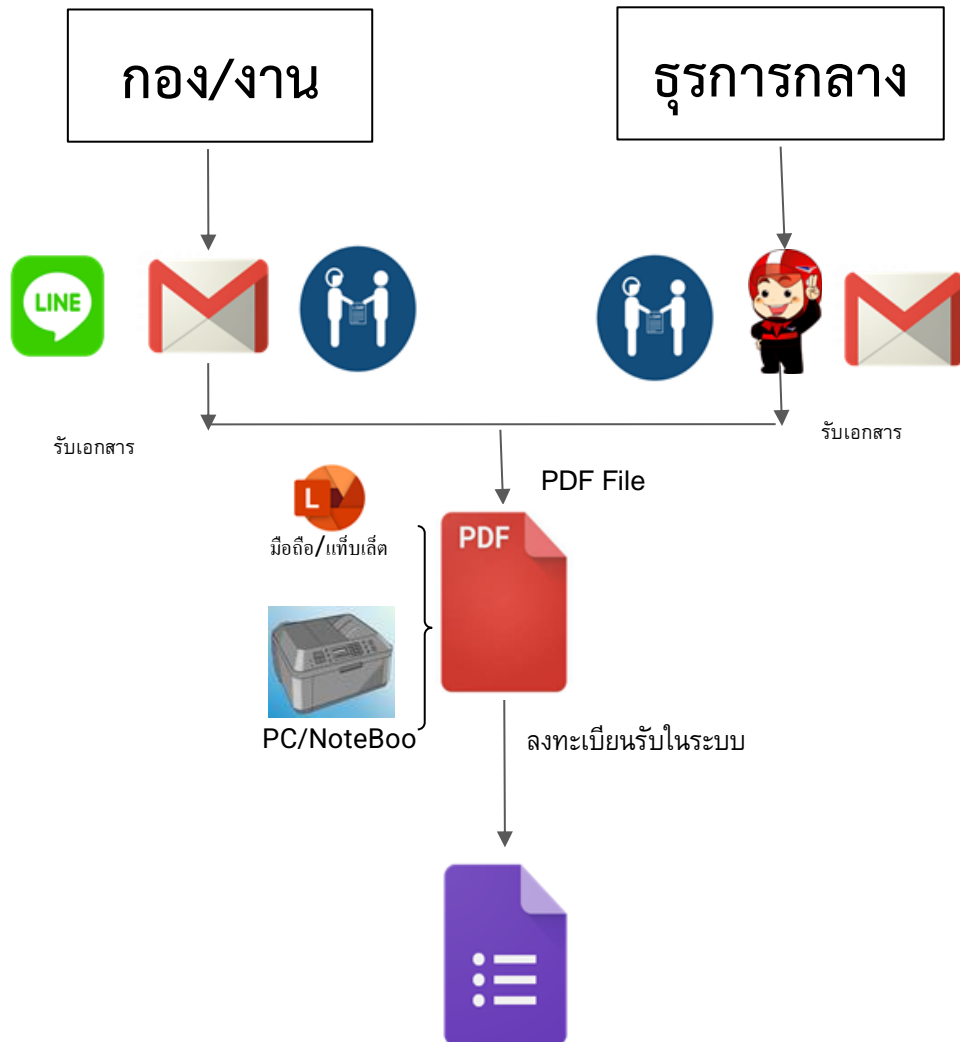 กอง/งาน
ธุรการกลาง
LINE
รับเอกสาร
รับเอกสาร
PDF File
L
มือถือ/แท็บเล็ต
PDF
PC/NoteBoo
ลงทะเบียนรับในระบบ